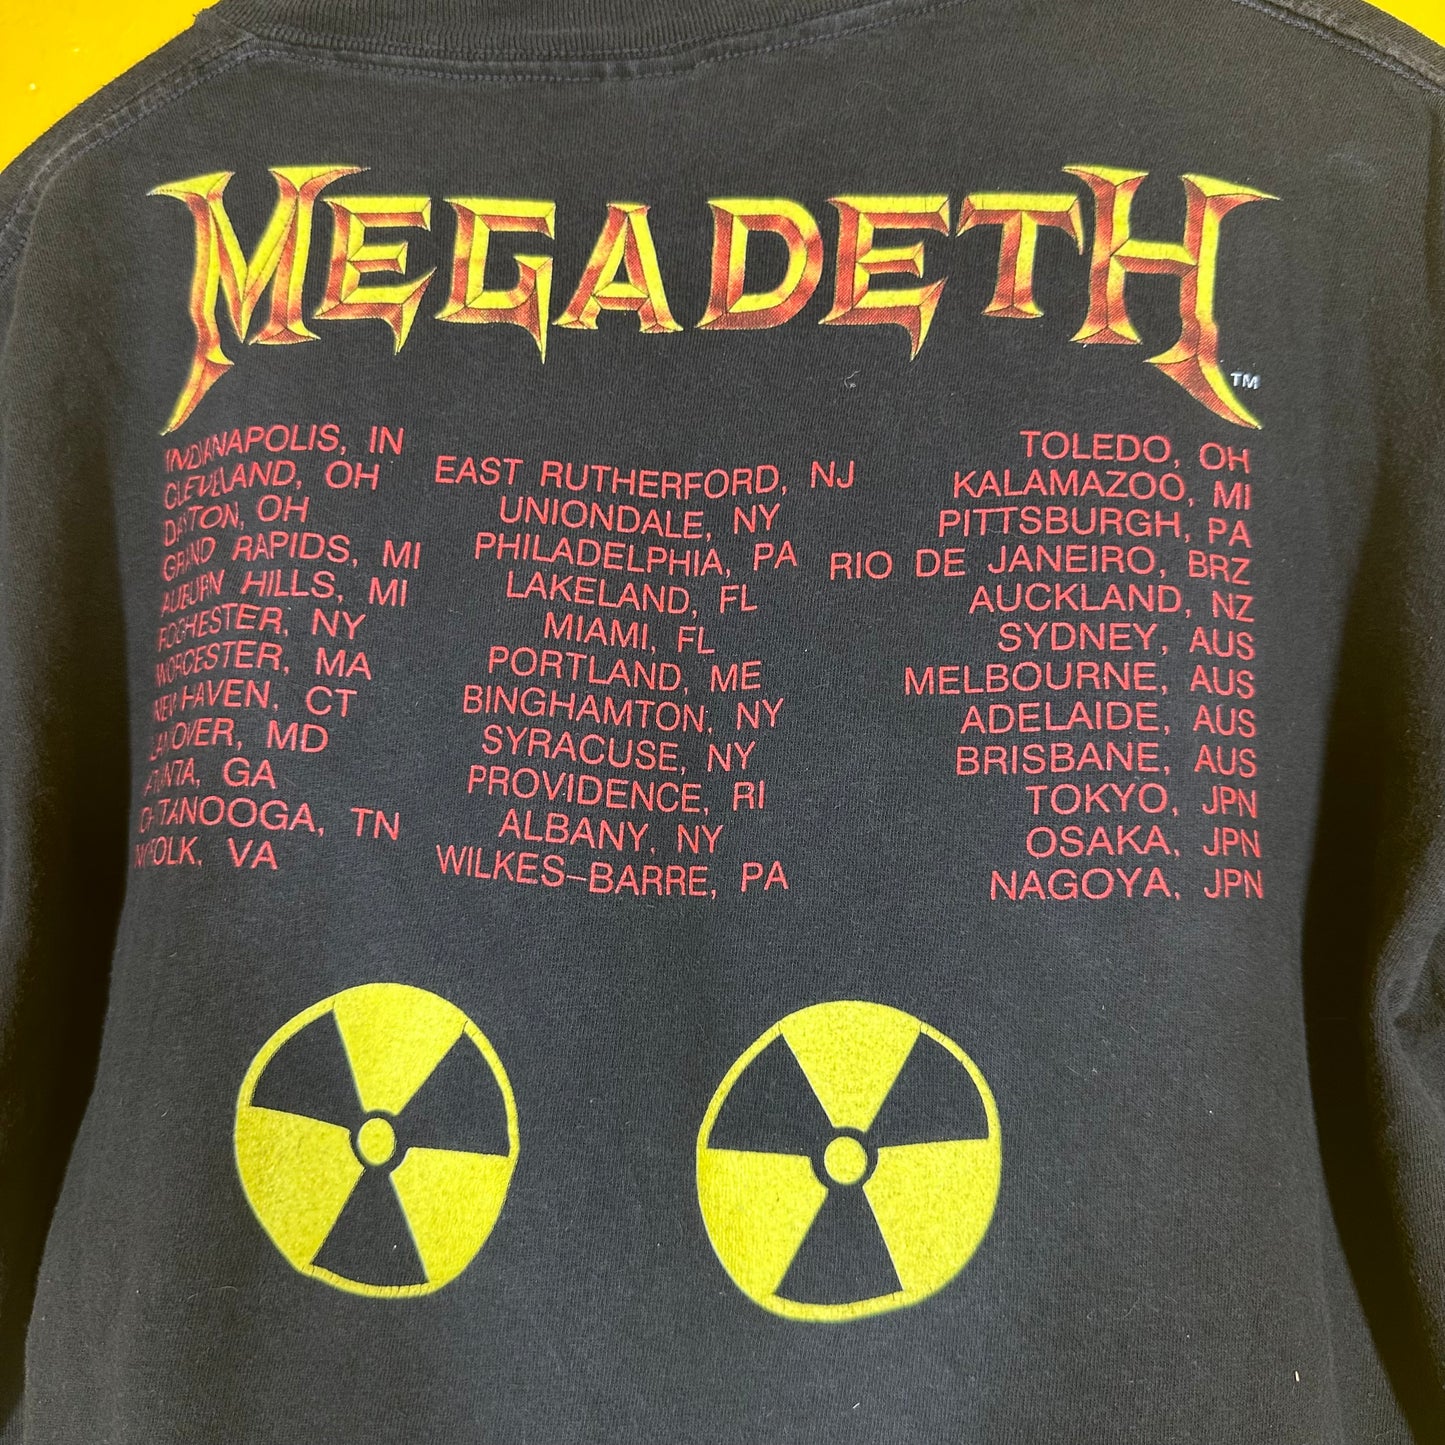 MEGADETH
TM
INDIANAPOLIS, IN
CLEVELAND, OH
DAYTON, OH
GRAND RAPIDS, MI
AUBURN HILLS, MI
ROCHESTER, NY
WORCESTER, MA
NEW HAVEN, CT
LANOVER, MD
ATLANTA, GA
CHATTANOOGA, TN
NORFOLK, VA
EAST RUTHERFORD, NJ
UNIONDALE, NY
PHILADELPHIA, PA
LAKELAND, FL
MIAMI, FL
PORTLAND, ME
BINGHAMTON, NY
SYRACUSE, NY
PROVIDENCE, RI
ALBANY, NY
WILKES-BARRE, PA
TOLEDO, OH
KALAMAZOO, MI
PITTSBURGH, PA
RIO DE JANEIRO, BRZ
AUCKLAND, NZ
SYDNEY, AUS
MELBOURNE, AUS
ADELAIDE, AUS
BRISBANE, AUS
TOKYO, JPN
OSAKA, JPN
NAGOYA, JPN